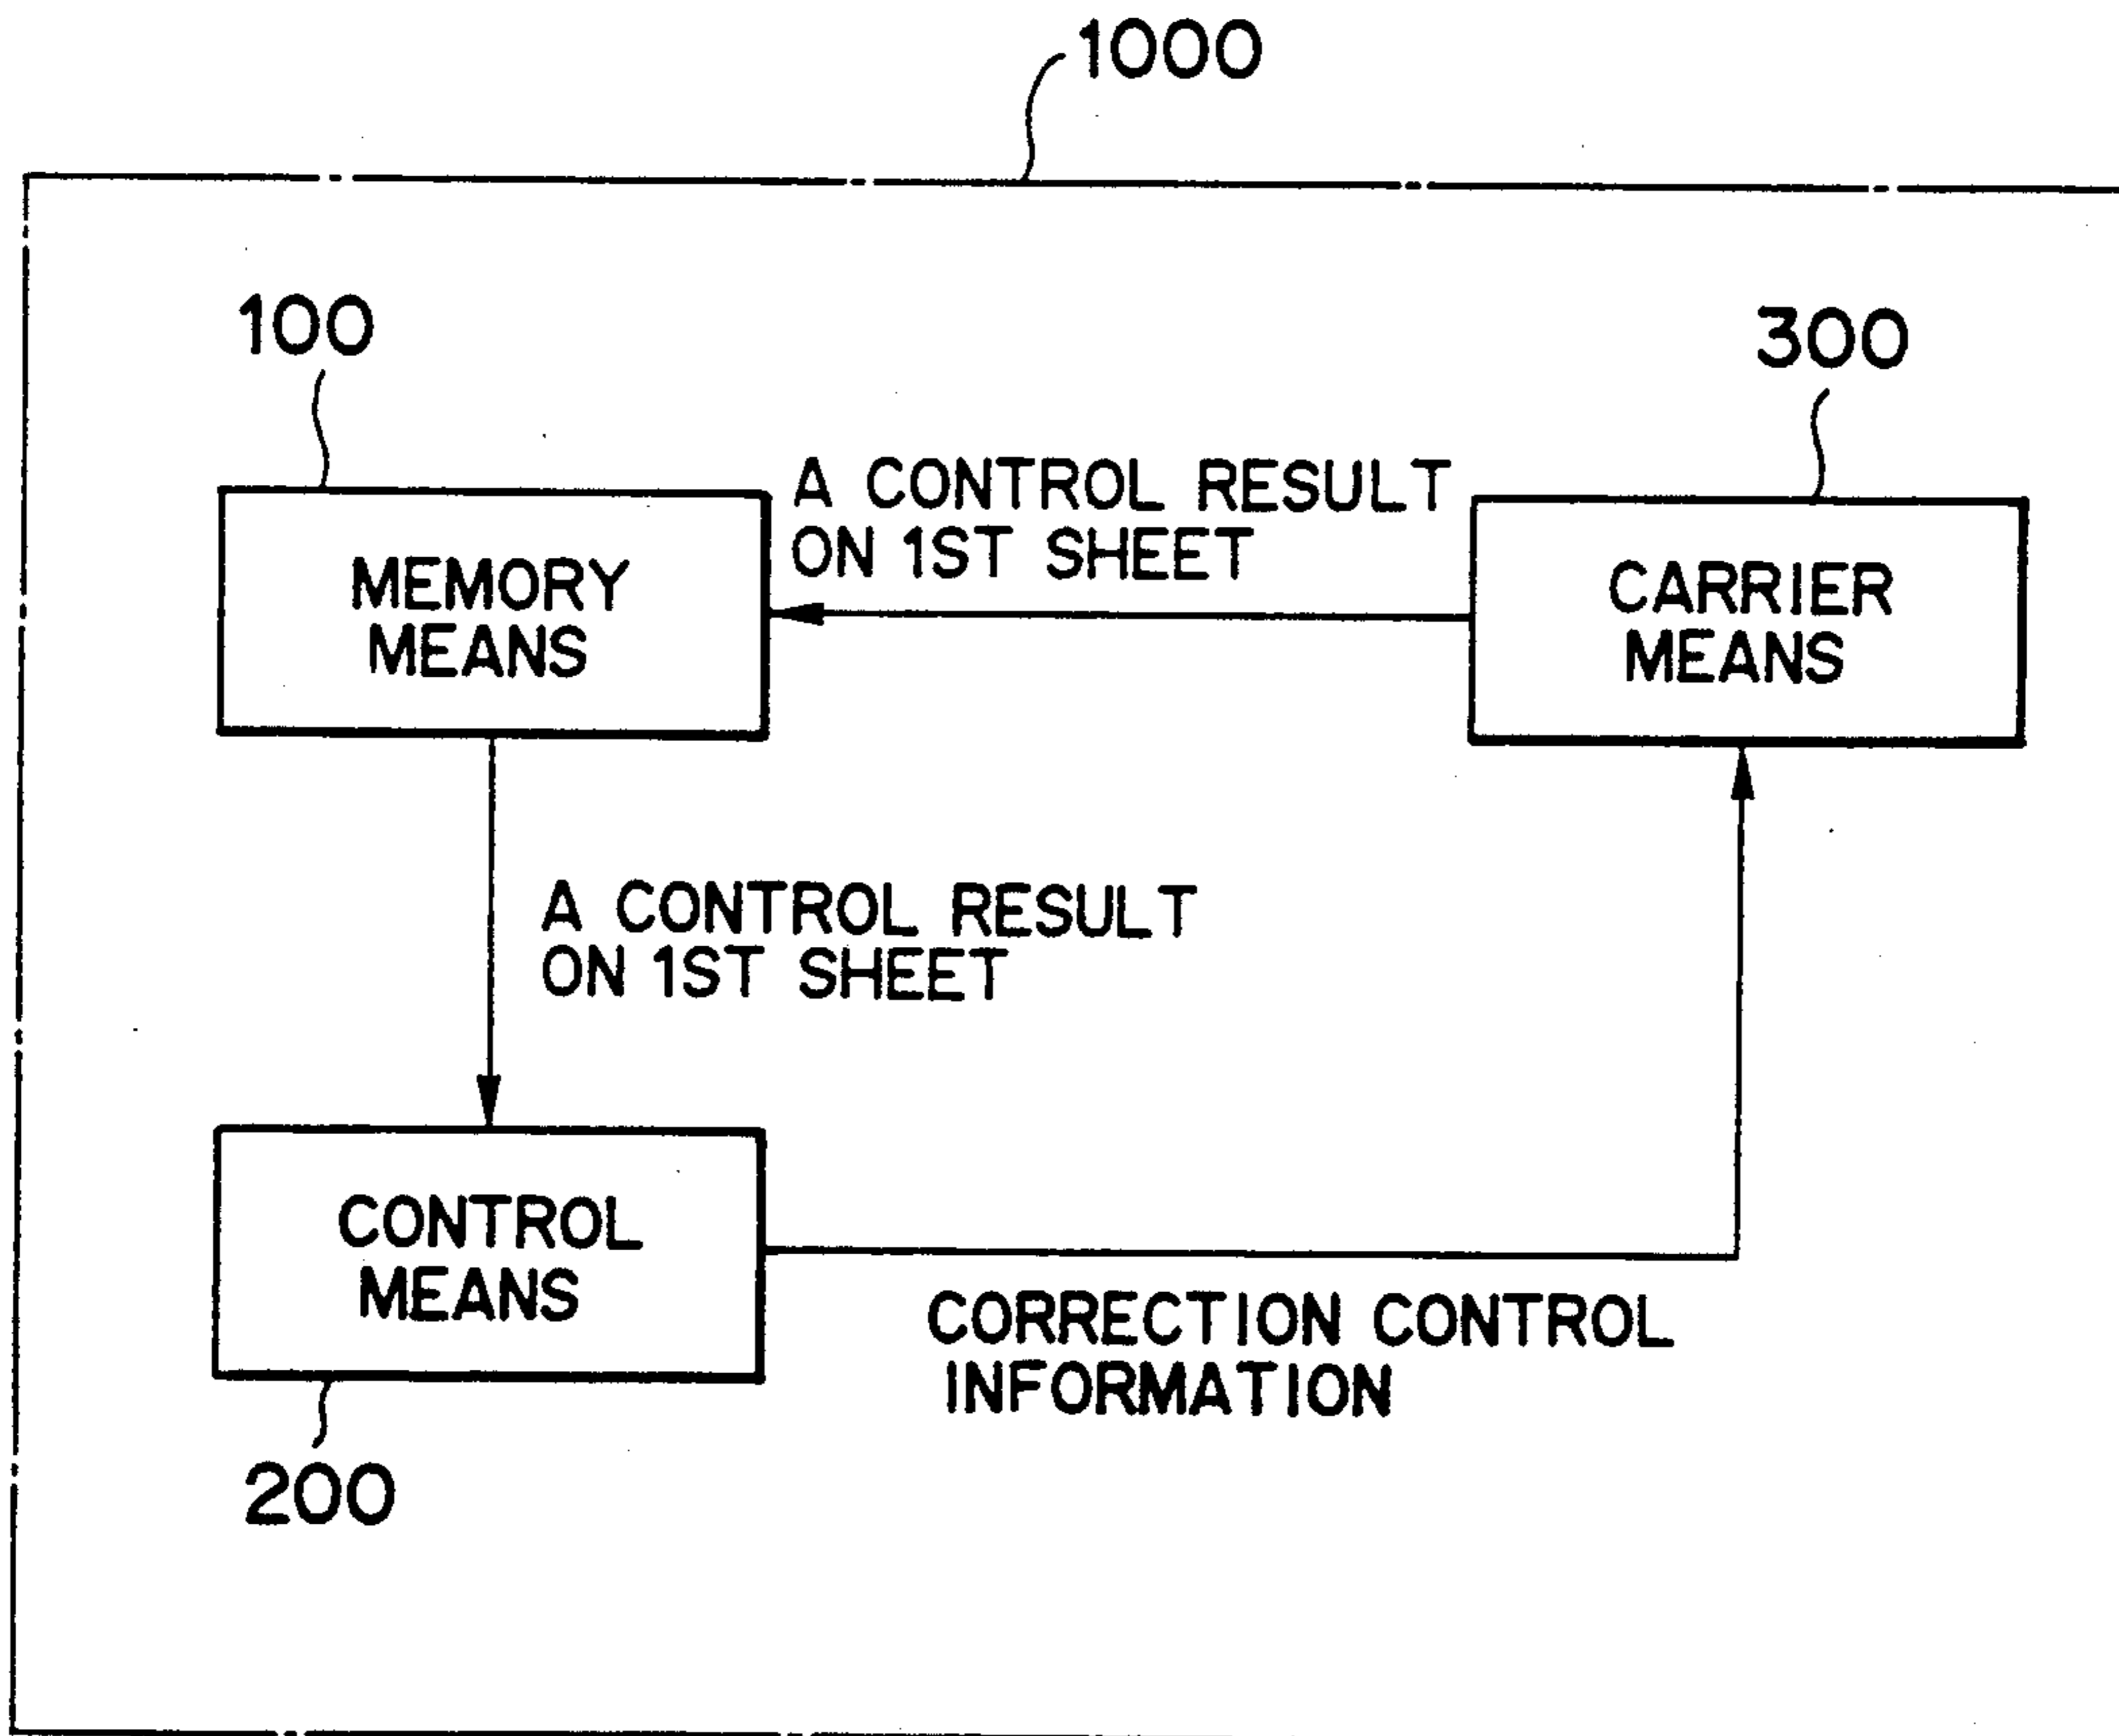 1000
100
300
A CONTROL RESULT
ON 1ST SHEET
MEMORY
MEANS
CARRIER
MEANS
A CONTROL RESULT
ON 1ST SHEET
CONTROL
MEANS
CORRECTION CONTROL
INFORMATION
200